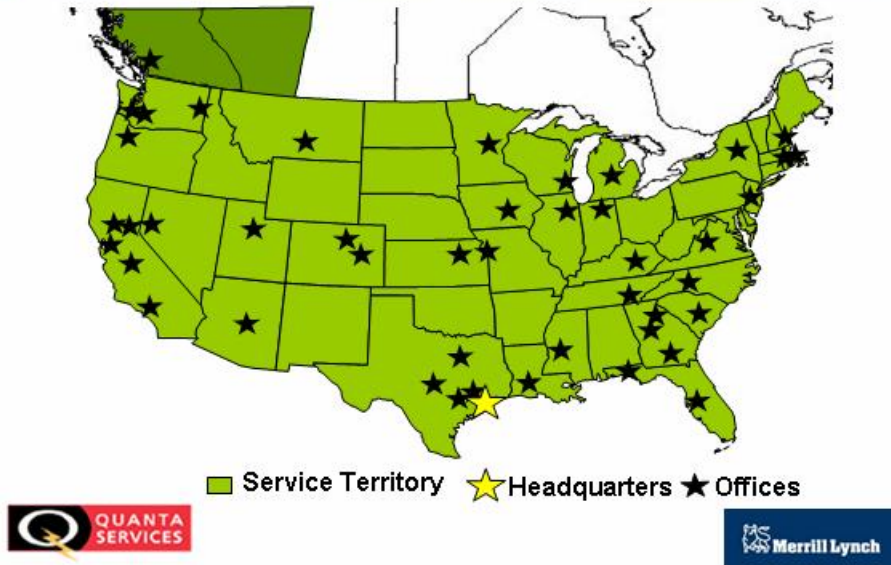 Service Territory
Headquarters
Offices
QUANTA
SERVICES
Merrill Lynch